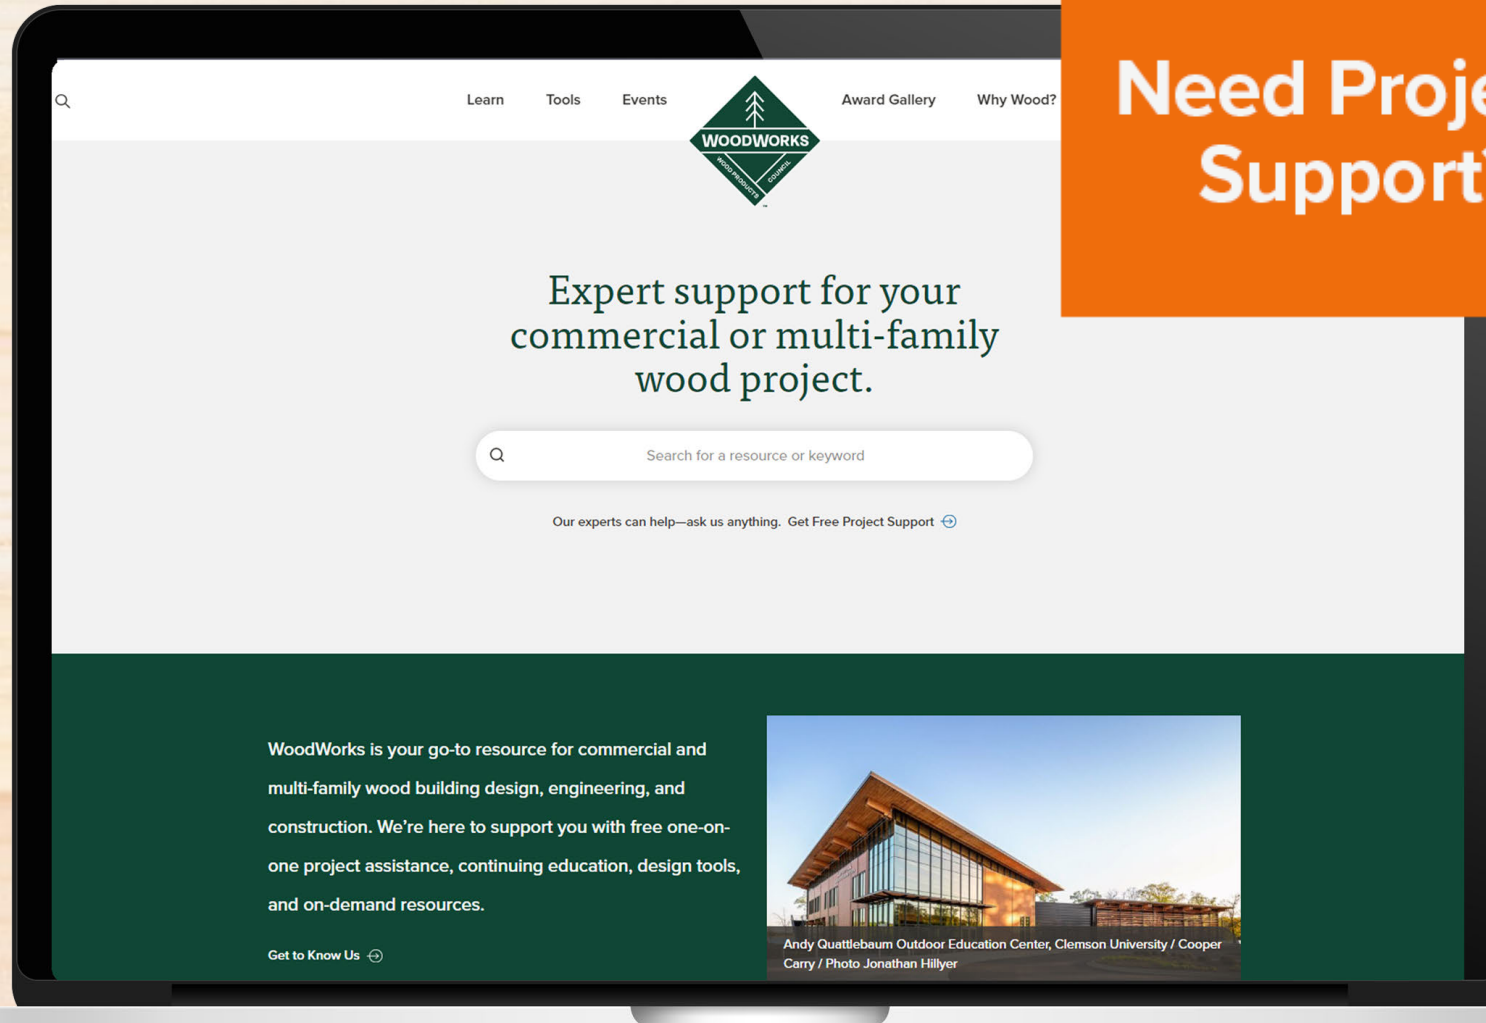 Need Proje
Support
Learn Tools Events Award Gallery Why Wood?
WOODWORKS
WOOD PRODUCTS COUNCIL
™
Expert support for your
commercial or multi-family
wood project.
Search for a resource or keyword
Our experts can help—ask us anything. Get Free Project Support
WoodWorks is your go-to resource for commercial and
multi-family wood building design, engineering, and
construction. We're here to support you with free one-on-
one project assistance, continuing education, design tools,
and on-demand resources.
Get to Know Us
Andy Quattlebaum Outdoor Education Center, Clemson University / Cooper
Carry / Photo Jonathan Hillyer